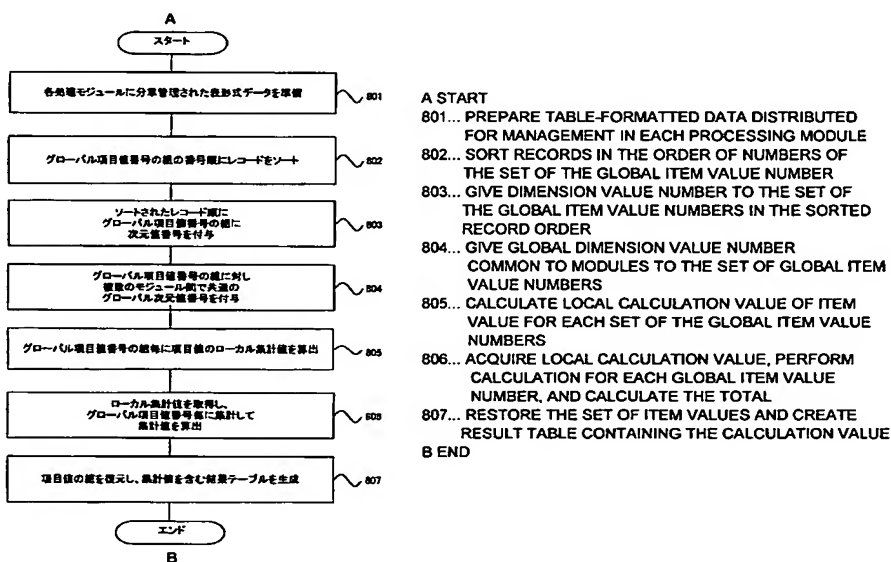 A
スタート
各処理モジュールに分掌管理された表形式データを準備
801
グローバル項目値番号の組の番号順にレコードをソート
802
ソートされたレコード順に
グローバル項目値番号の組に
次元値番号を付与
803
グローバル項目値番号の組に対し
複数のモジュール間で共通の
グローバル次元値番号を付与
804
グローバル項目値番号の組毎に項目値のローカル集計値を算出
805
ローカル集計値を取得し、
グローバル項目値番号毎に集計して
集計値を算出
806
項目値の組を復元し、集計値を含む結果テーブルを生成
807
エンド
B
A START
801... PREPARE TABLE-FORMATTED DATA DISTRIBUTED
FOR MANAGEMENT IN EACH PROCESSING MODULE
802... SORT RECORDS IN THE ORDER OF NUMBERS OF
THE SET OF THE GLOBAL ITEM VALUE NUMBER
803... GIVE DIMENSION VALUE NUMBER TO THE SET OF
THE GLOBAL ITEM VALUE NUMBERS IN THE SORTED
RECORD ORDER
804... GIVE GLOBAL DIMENSION VALUE NUMBER
COMMON TO MODULES TO THE SET OF GLOBAL ITEM
VALUE NUMBERS
805... CALCULATE LOCAL CALCULATION VALUE OF ITEM
VALUE FOR EACH SET OF THE GLOBAL ITEM VALUE
NUMBERS
806... ACQUIRE LOCAL CALCULATION VALUE, PERFORM
CALCULATION FOR EACH GLOBAL ITEM VALUE
NUMBER, AND CALCULATE THE TOTAL
807... RESTORE THE SET OF ITEM VALUES AND CREATE
RESULT TABLE CONTAINING THE CALCULATION VALUE
B END